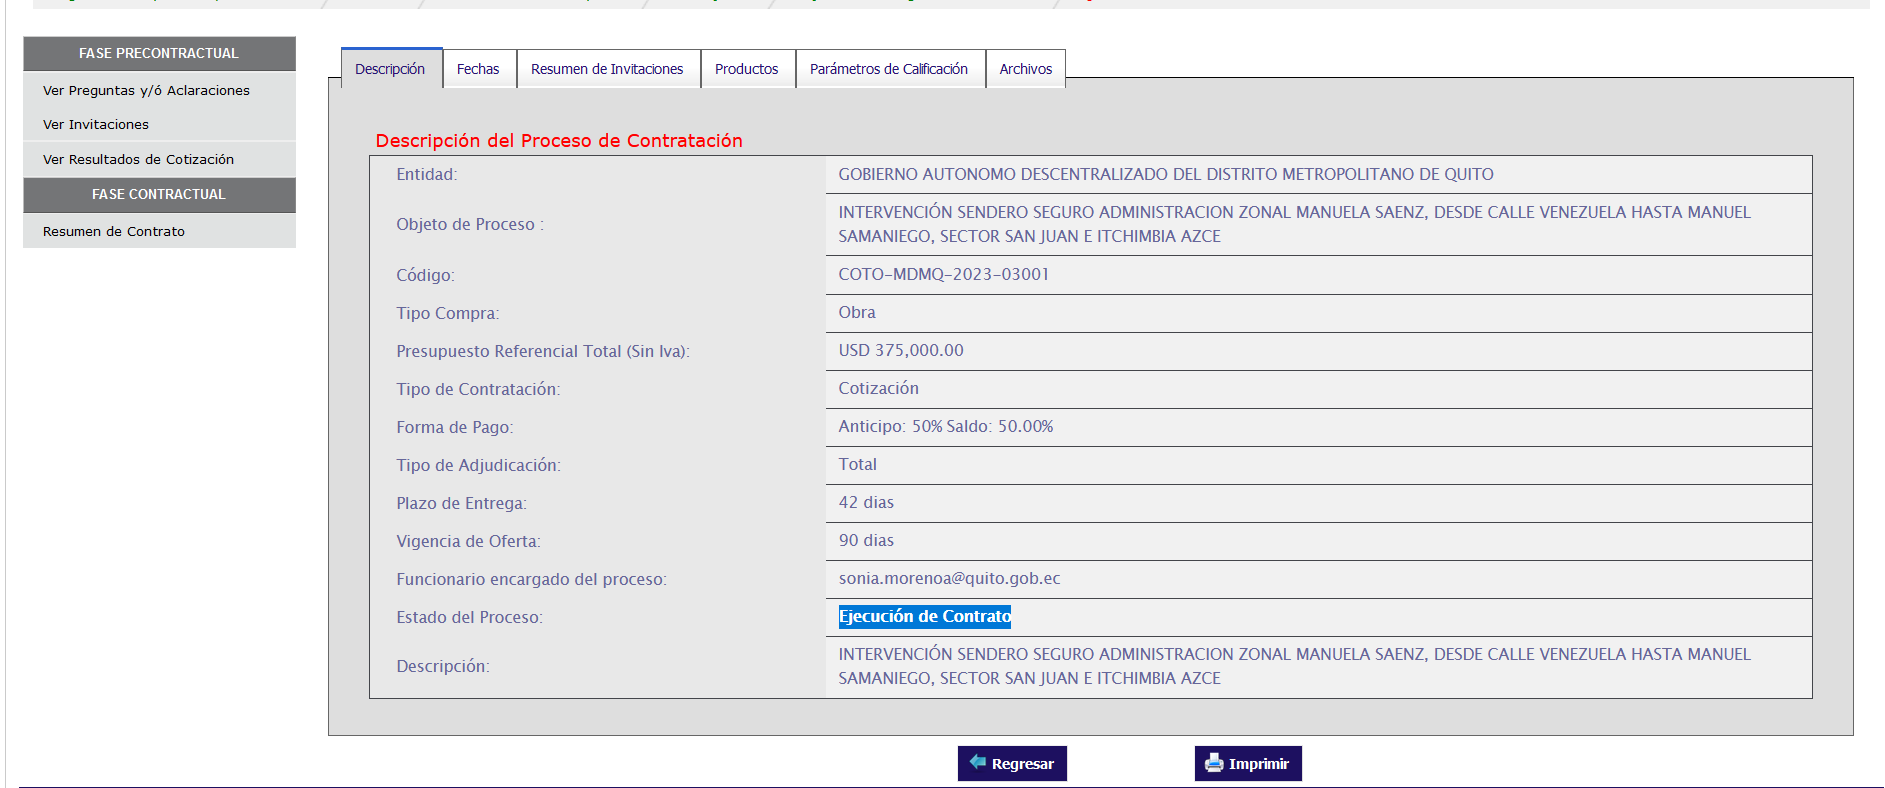 FASE PRECONTRACTUAL
Ver Preguntas y/ó Aclaraciones
Ver Invitaciones
Ver Resultados de Cotización
FASE CONTRACTUAL
Resumen de Contrato
Descripción
Fechas
Resumen de Invitaciones
Productos
Parámetros de Calificación
Archivos
Descripción del Proceso de Contratación
Entidad:
GOBIERNO AUTONOMO DESCENTRALIZADO DEL DISTRITO METROPOLITANO DE QUITO
Objeto de Proceso :
INTERVENCIÓN SENDERO SEGURO ADMINISTRACION ZONAL MANUELA SAENZ, DESDE CALLE VENEZUELA HASTA MANUEL
SAMANIEGO, SECTOR SAN JUAN E ITCHIMBIA AZCE
Código:
COTO-MDMQ-2023-03001
Tipo Compra:
Obra
Presupuesto Referencial Total (Sin Iva):
USD 375,000.00
Tipo de Contratación:
Cotización
Forma de Pago:
Anticipo: 50% Saldo: 50.00%
Tipo de Adjudicación:
Total
Plazo de Entrega:
42 dias
Vigencia de Oferta:
90 dias
Funcionario encargado del proceso:
sonia.morenoa@quito.gob.ec
Estado del Proceso:
Ejecución de Contrato
Descripción:
INTERVENCIÓN SENDERO SEGURO ADMINISTRACION ZONAL MANUELA SAENZ, DESDE CALLE VENEZUELA HASTA MANUEL
SAMANIEGO, SECTOR SAN JUAN E ITCHIMBIA AZCE
Regresar
Imprimir